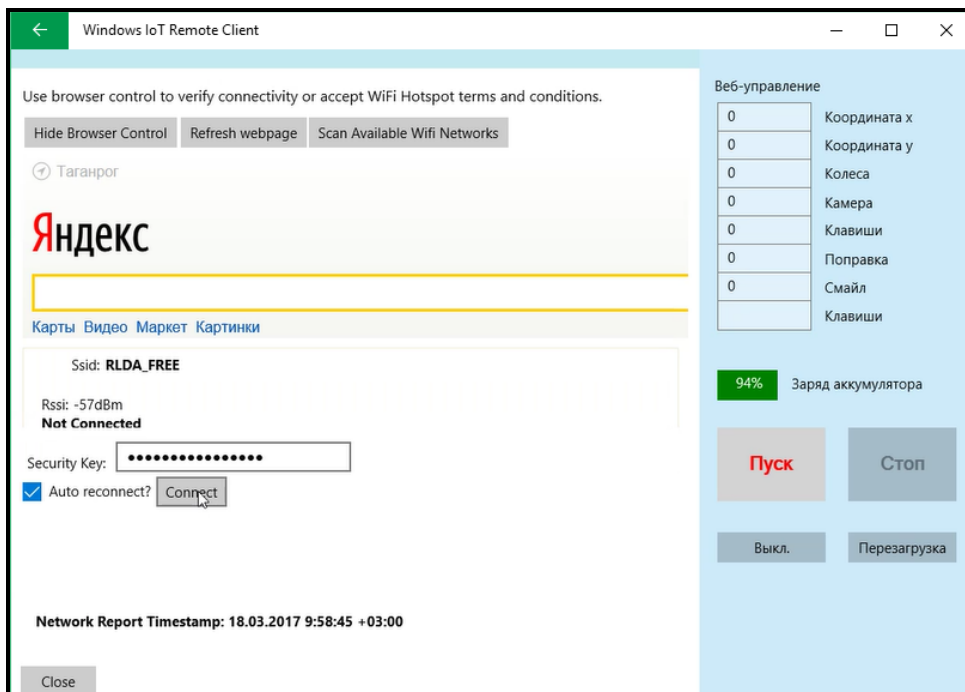 Windows IoT Remote Client
Use browser control to verify connectivity or accept WiFi Hotspot terms and conditions.
Hide Browser Control
Refresh webpage
Scan Available Wifi Networks
Таганрог
Яндекс
Карты Видео Маркет Картинки
Ssid: RLDA_FREE
Rssi: -57dBm
Not Connected
Security Key: ••••••••••••••••
Auto reconnect? Connect
Network Report Timestamp: 18.03.2017 9:58:45 +03:00
Close
Веб-управление
0 Координата x
0 Координата y
0 Колеса
0 Камера
0 Клавиши
0 Поправка
0 Смайл
Клавиши
94% Заряд аккумулятора
Пуск
Стоп
Выкл.
Перезагрузка